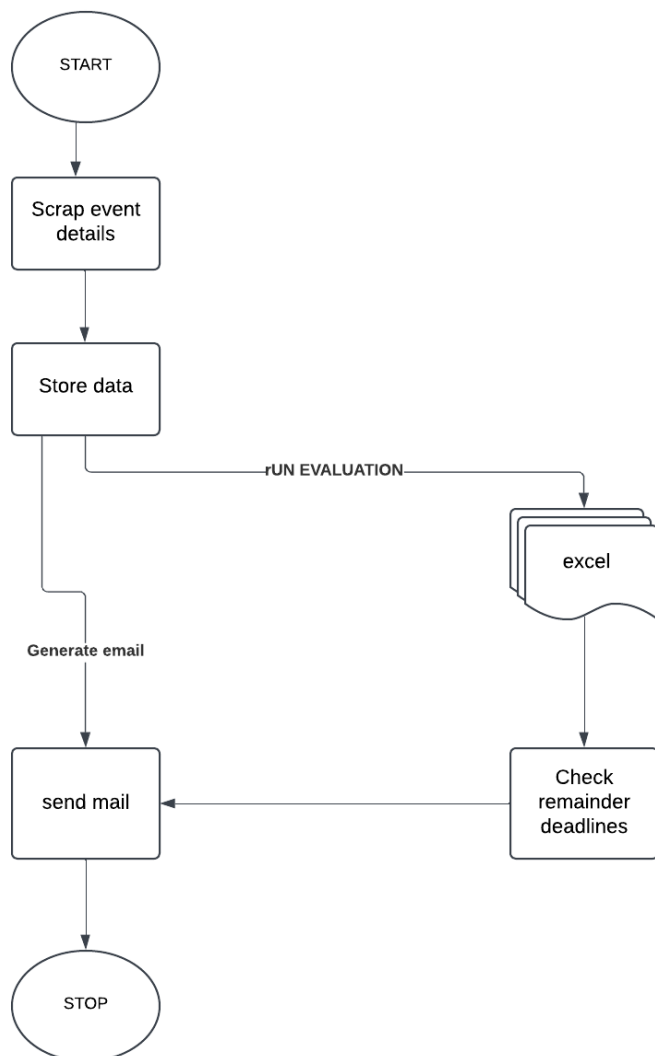 START
Scrap event
details
Store data
rUN EVALUATION
excel
Generate email
send mail
Check
remainder
deadlines
STOP